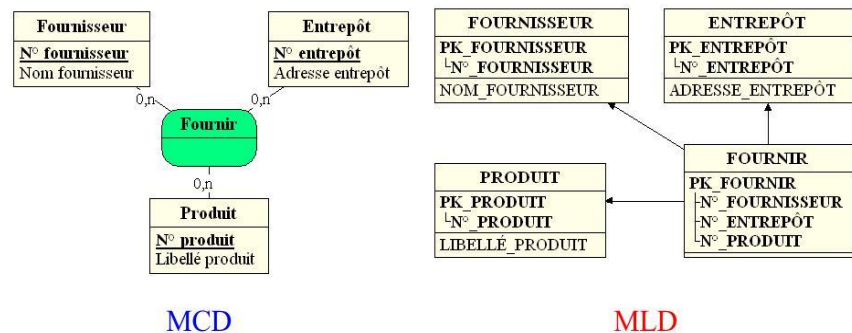 Fournisseur
N° fournisseur
Nom fournisseur
Entrepôt
N° entrepôt
Adresse entrepôt
0,n
0,n
Fournir
0,n
Produit
N° produit
Libellé produit
MCD
FOURNISSEUR
PK_FOURNISSEUR
N°_FOURNISSEUR
NOM_FOURNISSEUR
ENTREPÔT
PK_ENTREPÔT
N°_ENTREPÔT
ADRESSE_ENTREPÔT
PRODUIT
PK_PRODUIT
N°_PRODUIT
LIBELLÉ_PRODUIT
FOURNIR
PK_FOURNIR
N°_FOURNISSEUR
N°_ENTREPÔT
N°_PRODUIT
MLD